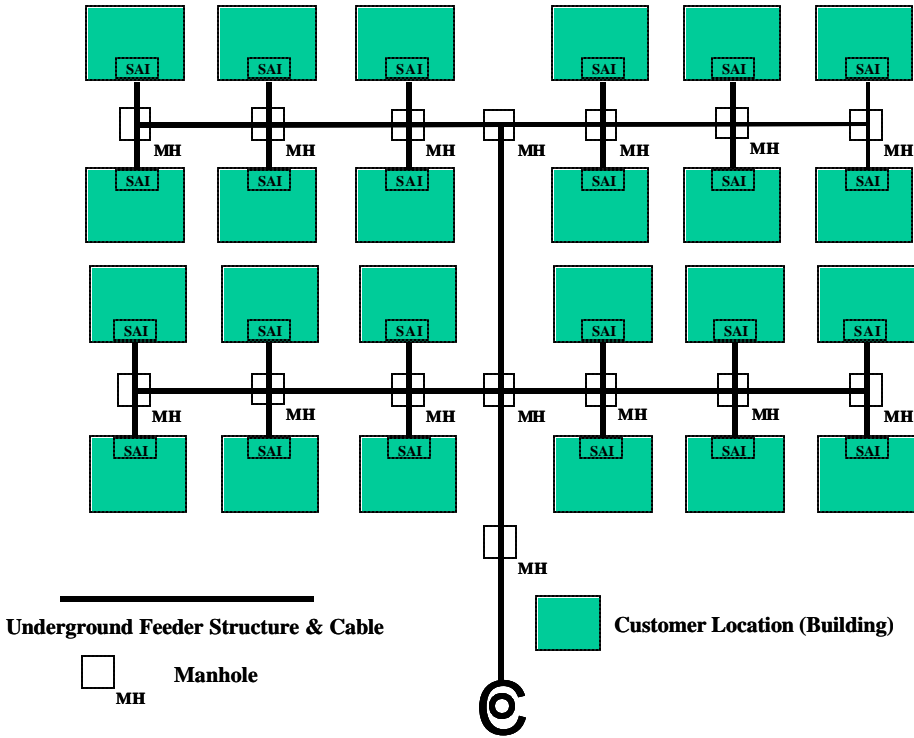 SAI SAI SAI SAI SAI SAI
MH MH MH MH MH MH MH
SAI SAI SAI SAI SAI SAI
SAI SAI SAI SAI SAI SAI
MH MH MH MH MH MH MH
SAI SAI SAI SAI SAI SAI
MH
Underground Feeder Structure & Cable
Customer Location (Building)
Manhole
MH